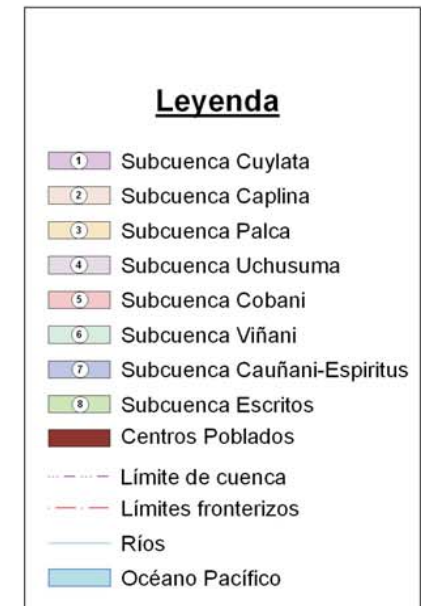 Leyenda
1 Subcuenca Cuylata
2 Subcuenca Caplina
3 Subcuenca Palca
4 Subcuenca Uchusuma
5 Subcuenca Cobani
6 Subcuenca Viñani
7 Subcuenca Cauñani-Espiritus
8 Subcuenca Escritos
Centros Poblados
Límite de cuenca
Límites fronterizos
Ríos
Océano Pacífico